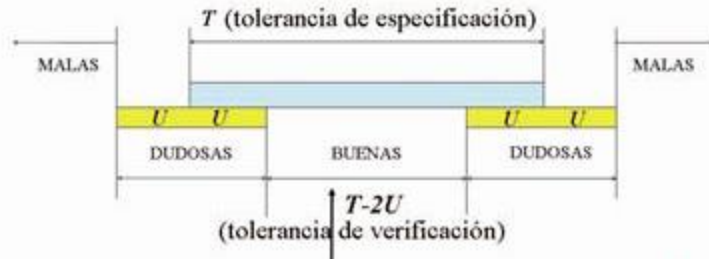 T (tolerancia de especificación)
MALAS
MALAS
U U
U U
DUDOSAS
BUENAS
DUDOSAS
T-2U
(tolerancia de verificación)